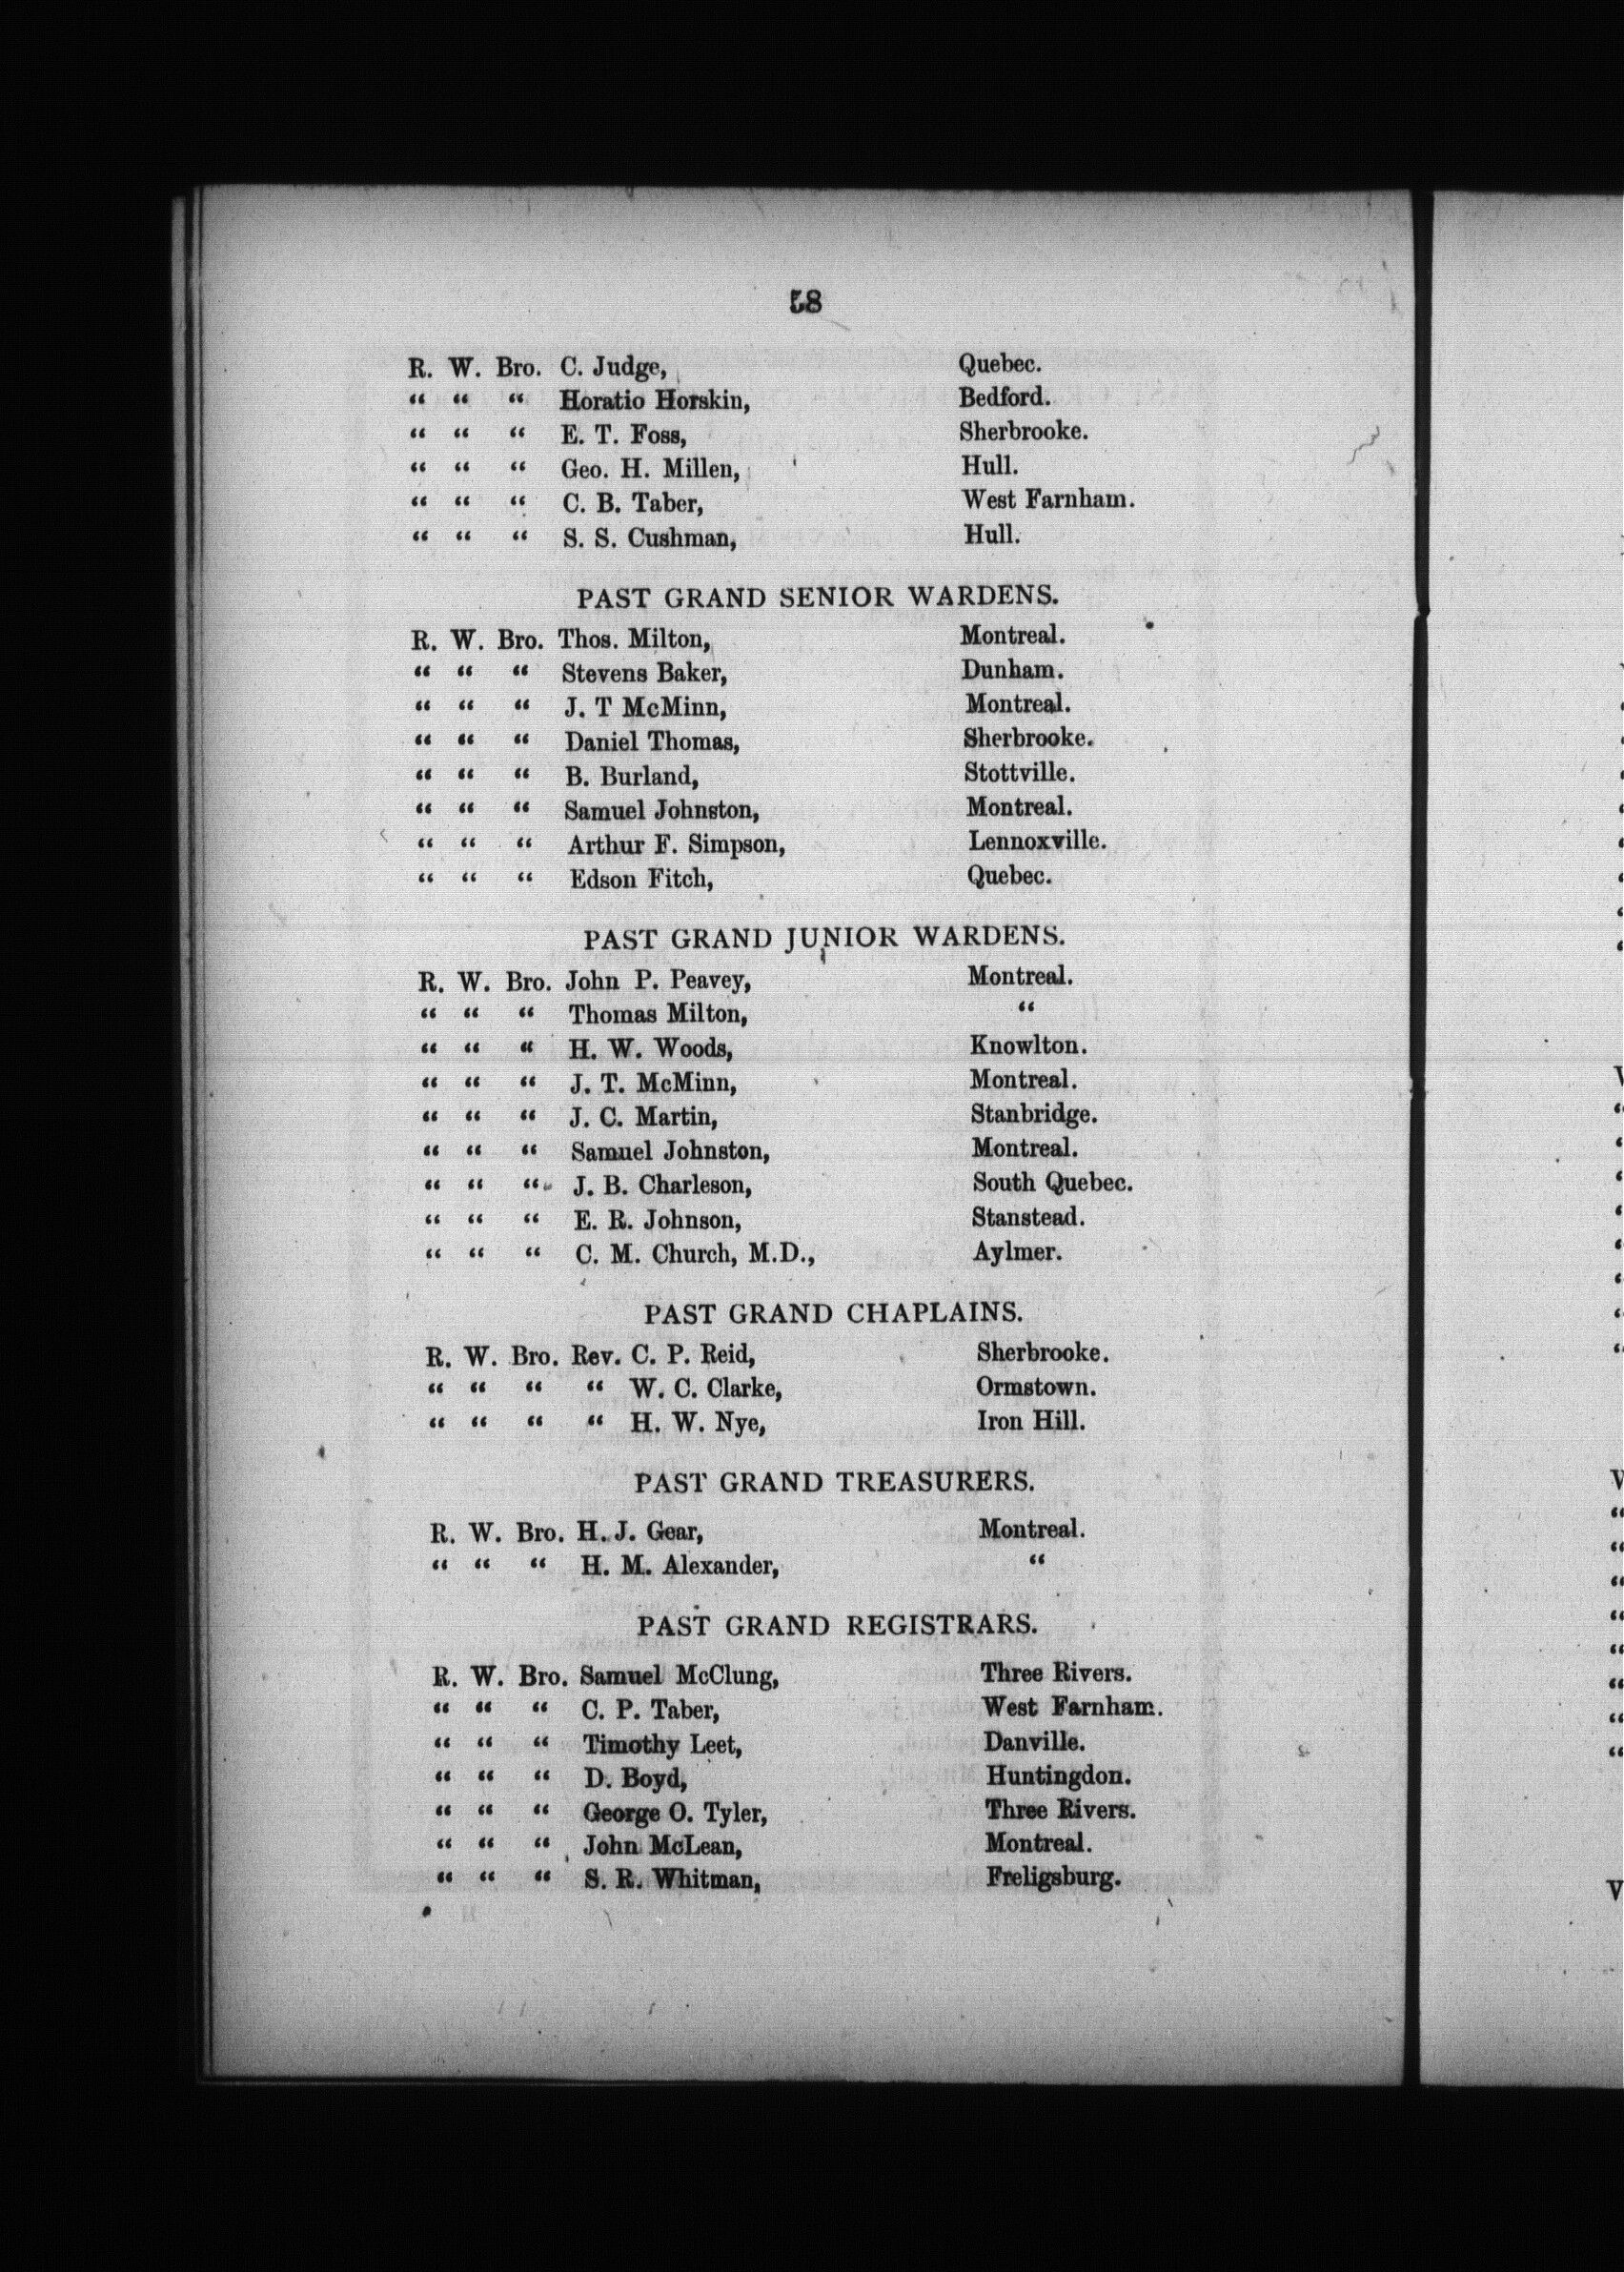 58
R. W. Bro. C. Judge, Quebec.
“ “ “ Horatio Horskin, Bedford.
“ “ “ E. T. Foss, Sherbrooke.
“ “ “ Geo. H. Millen, Hull.
“ “ “ C. B. Taber, West Farnham.
“ “ “ S. S. Cushman, Hull.
PAST GRAND SENIOR WARDENS.
R. W. Bro. Thos. Milton, Montreal.
“ “ “ Stevens Baker, Dunham.
“ “ “ J. T McMinn, Montreal.
“ “ “ Daniel Thomas, Sherbrooke.
“ “ “ B. Burland, Stottville.
“ “ “ Samuel Johnston, Montreal.
“ “ “ Arthur F. Simpson, Lennoxville.
“ “ “ Edson Fitch, Quebec.
PAST GRAND JUNIOR WARDENS.
R. W. Bro. John P. Peavey, Montreal.
“ “ “ Thomas Milton, “
“ “ “ H. W. Woods, Knowlton.
“ “ “ J. T. McMinn, Montreal.
“ “ “ J. C. Martin, Stanbridge.
“ “ “ Samuel Johnston, Montreal.
“ “ “ J. B. Charleson, South Quebec.
“ “ “ E. R. Johnson, Stanstead.
“ “ “ C. M. Church, M.D., Aylmer.
PAST GRAND CHAPLAINS.
R. W. Bro. Rev. C. P. Reid, Sherbrooke.
“ “ “ “ W. C. Clarke, Ormstown.
“ “ “ “ H. W. Nye, Iron Hill.
PAST GRAND TREASURERS.
R. W. Bro. H. J. Gear, Montreal.
“ “ “ H. M. Alexander, “
PAST GRAND REGISTRARS.
R. W. Bro. Samuel McClung, Three Rivers.
“ “ “ C. P. Taber, West Farnham.
“ “ “ Timothy Leet, Danville.
“ “ “ D. Boyd, Huntingdon.
“ “ “ George O. Tyler, Three Rivers.
“ “ “ John McLean, Montreal.
“ “ “ S. R. Whitman, Freligsburg.